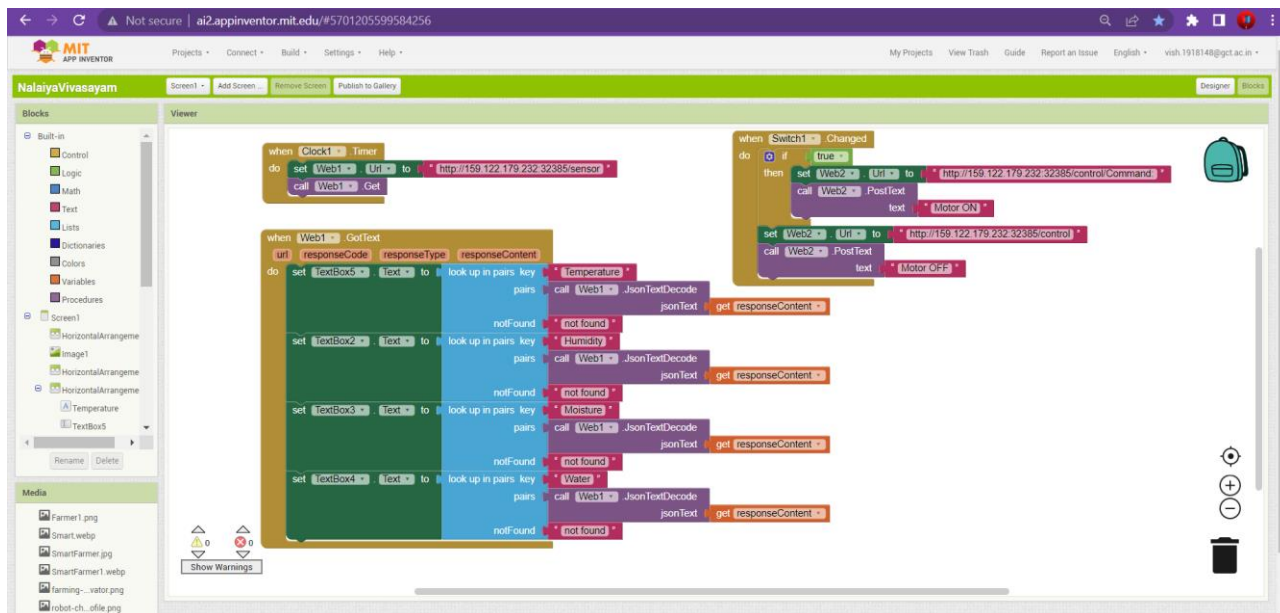 Not secure | ai2.appinventor.mit.edu/#5701205599584256
MIT
APP INVENTOR
Projects Connect Build Settings Help
My Projects View Trash Guide Report an Issue English vish.1918148@gct.ac.in
NalaiyaVivasayam
Screen1 Add Screen ... Remove Screen Publish to Gallery
Designer Blocks
Blocks
Viewer
Built-in
Control
Logic
Math
Text
Lists
Dictionaries
Colors
Variables
Procedures
Screen1
HorizontalArrangeme
Image1
HorizontalArrangeme
HorizontalArrangeme
Temperature
TextBox5
Rename Delete
Media
Farmer1.png
Smart.webp
SmartFarmer.jpg
SmartFarmer1.webp
farming-...vator.png
robot-ch...ofile.png
when Clock1 .Timer
do set Web1 . Url to " http://159.122.179.232:32385/sensor "
call Web1 .Get
when Web1 .GotText
url responseCode responseType responseContent
do set TextBox5 . Text to look up in pairs key " Temperature "
pairs call Web1 .JsonTextDecode
jsonText get responseContent
notFound " not found "
set TextBox2 . Text to look up in pairs key " Humidity "
pairs call Web1 .JsonTextDecode
jsonText get responseContent
notFound " not found "
set TextBox3 . Text to look up in pairs key " Moisture "
pairs call Web1 .JsonTextDecode
jsonText get responseContent
notFound " not found "
set TextBox4 . Text to look up in pairs key " Water "
pairs call Web1 .JsonTextDecode
jsonText get responseContent
notFound " not found "
when Switch1 .Changed
do if true
then set Web2 . Url to " http://159.122.179.232:32385/control/Command: "
call Web2 .PostText
text " Motor ON "
set Web2 . Url to " http://159.122.179.232:32385/control "
call Web2 .PostText
text " Motor OFF "
0 0
Show Warnings